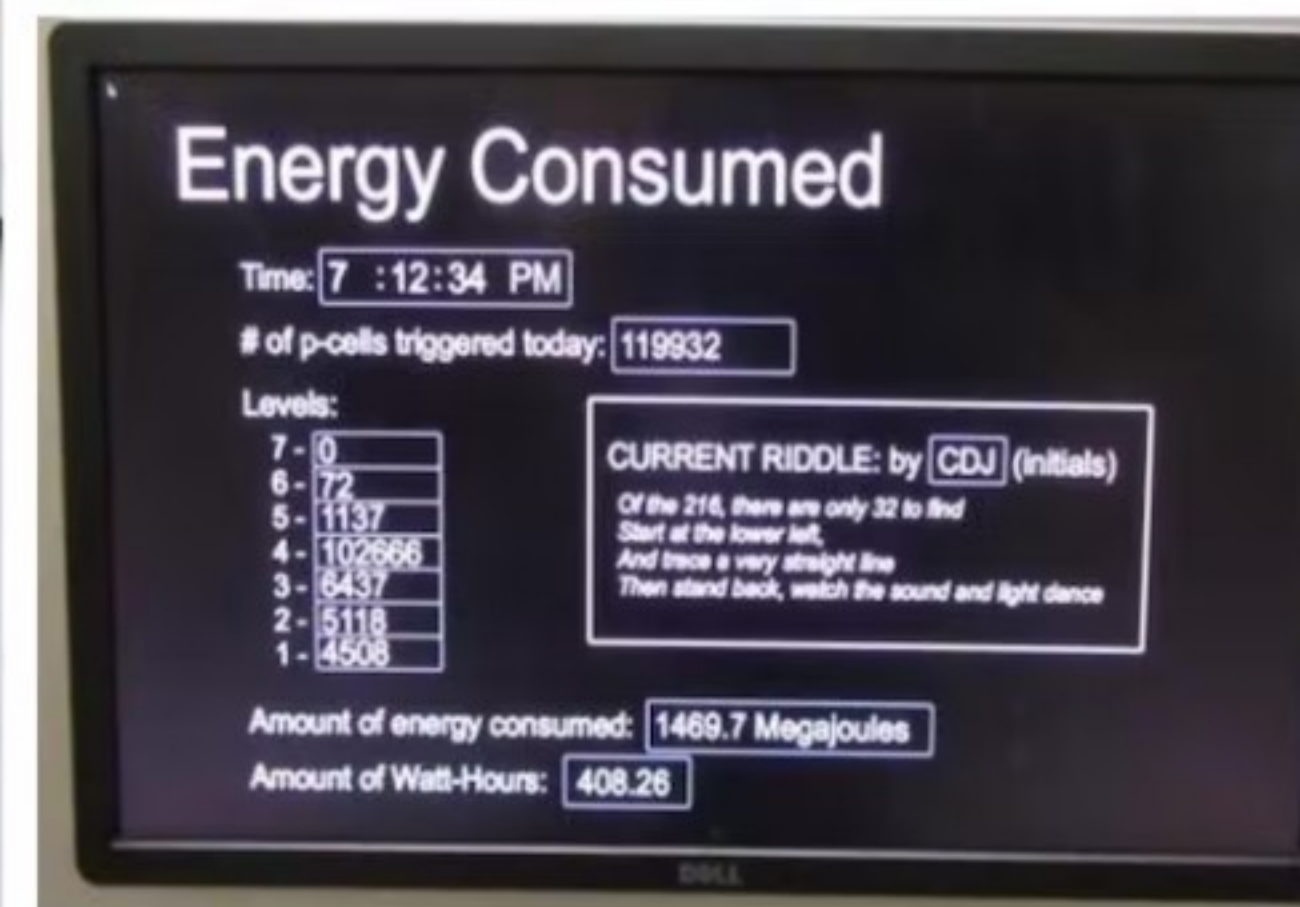 Energy Consumed
Time: 7 :12:34 PM
# of p-cells triggered today: 119932
Levels:
7 - 0
6 - 72
5 - 1137
4 - 102666
3 - 6437
2 - 5118
1 - 4508
CURRENT RIDDLE: by CDJ (initials)
Of the 216, there are only 32 to find
Start at the lower left,
And trace a very straight line
Then stand back, watch the sound and light dance
Amount of energy consumed: 1469.7 Megajoules
Amount of Watt-Hours: 408.26
DELL